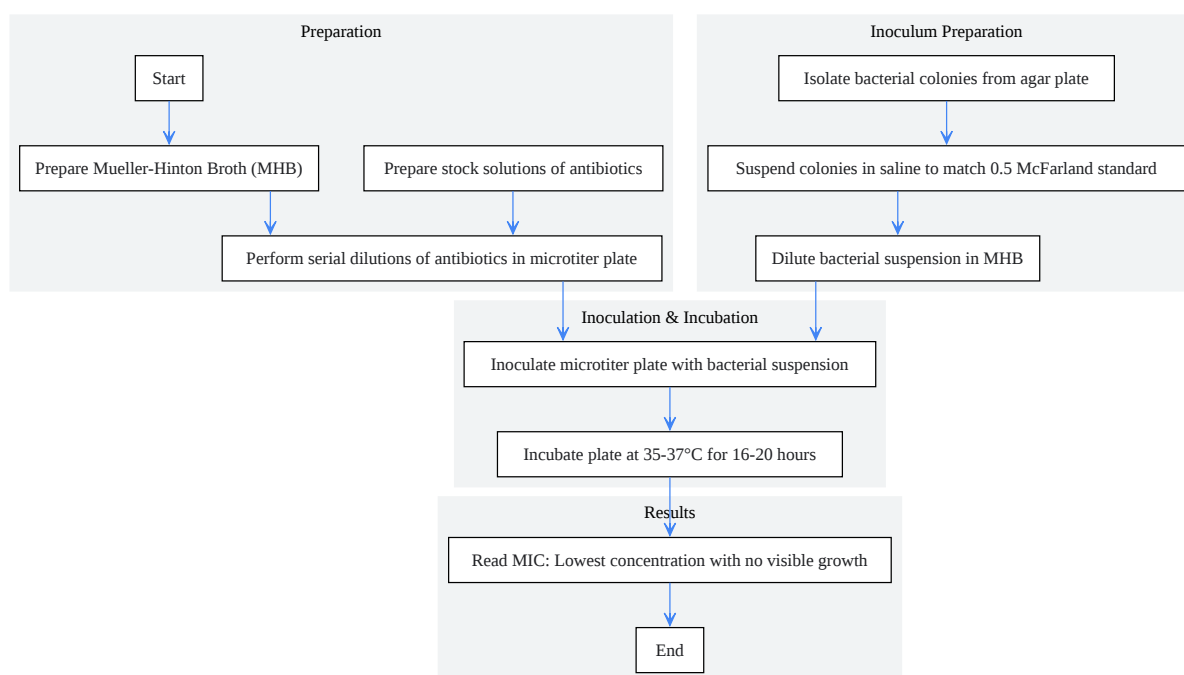 Preparation
Start
Prepare Mueller-Hinton Broth (MHB)
Prepare stock solutions of antibiotics
Perform serial dilutions of antibiotics in microtiter plate
Inoculum Preparation
Isolate bacterial colonies from agar plate
Suspend colonies in saline to match 0.5 McFarland standard
Dilute bacterial suspension in MHB
Inoculation & Incubation
Inoculate microtiter plate with bacterial suspension
Incubate plate at 35-37°C for 16-20 hours
Results
Read MIC: Lowest concentration with no visible growth
End